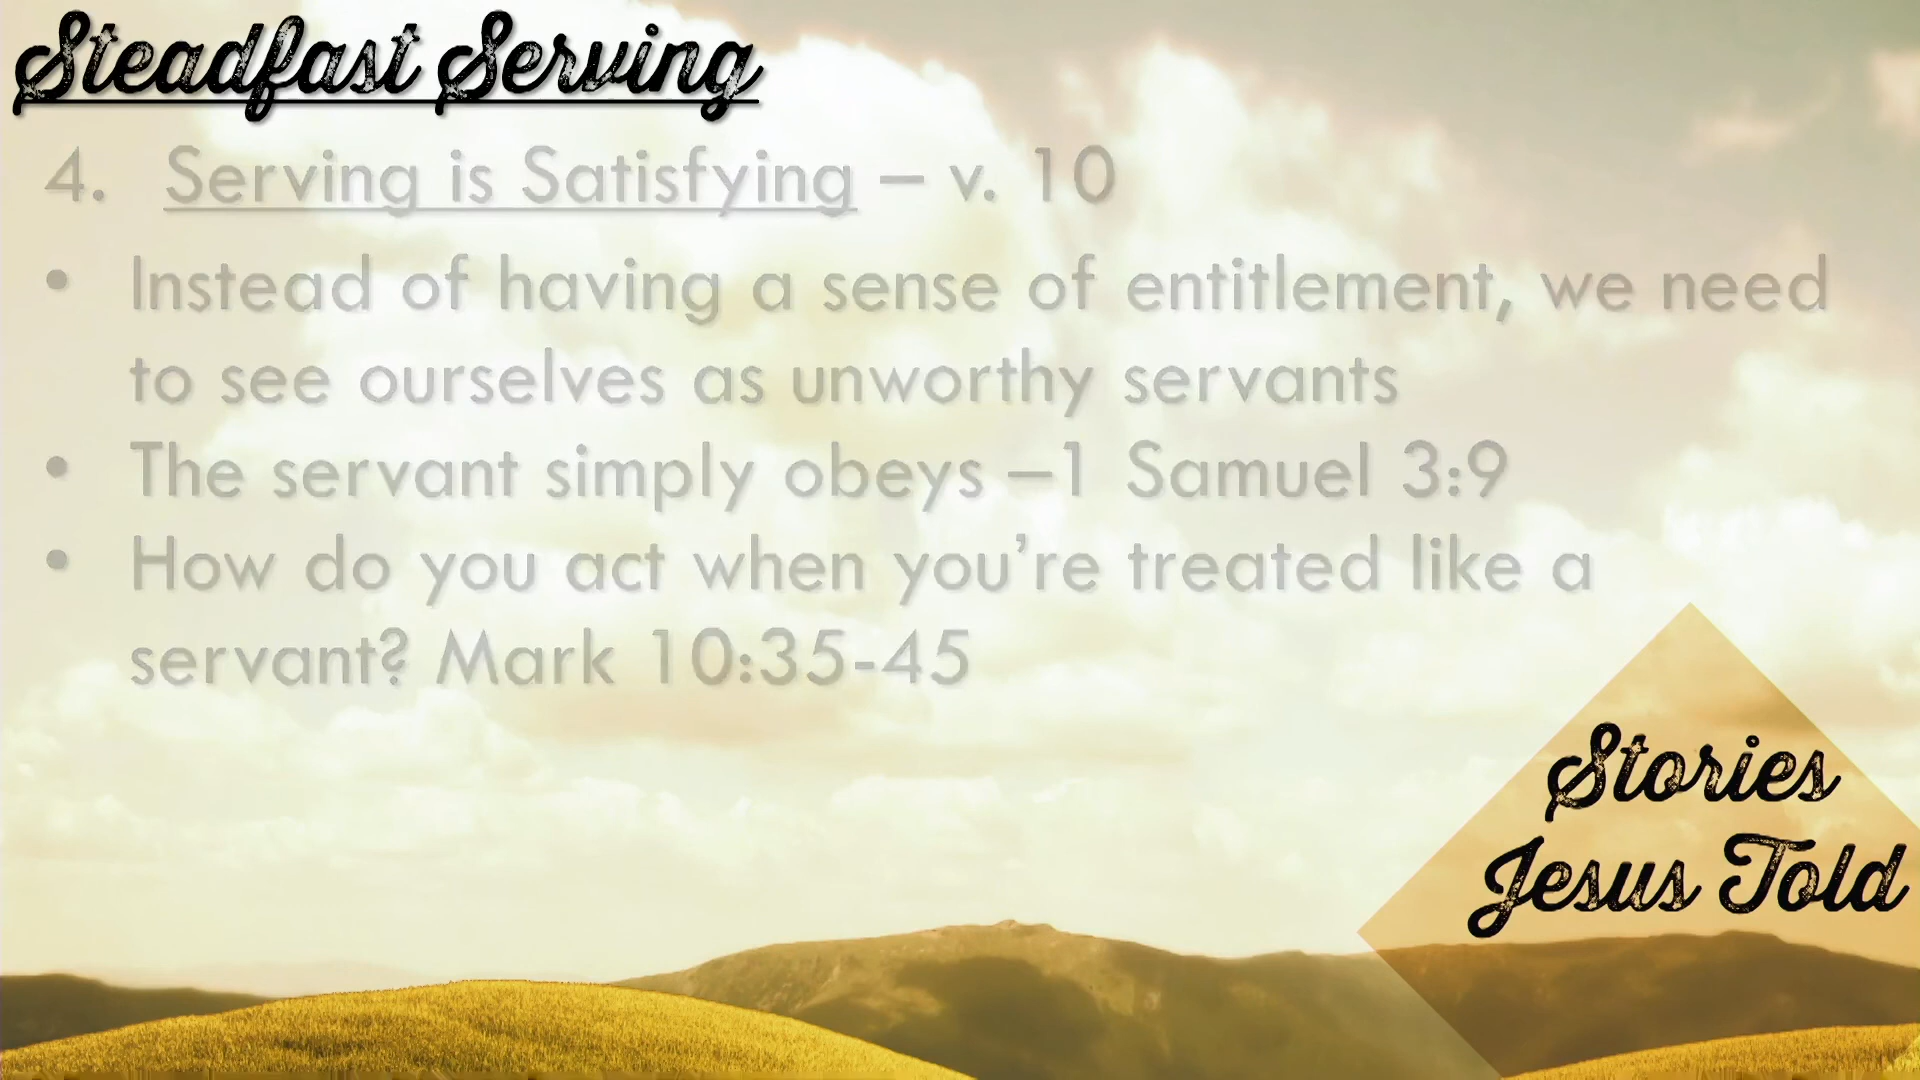 Steadfast Serving
4. Serving is Satisfying – v. 10
• Instead of having a sense of entitlement, we need
to see ourselves as unworthy servants
• The servant simply obeys –1 Samuel 3:9
• How do you act when you’re treated like a
servant? Mark 10:35-45
Stories
Jesus Told